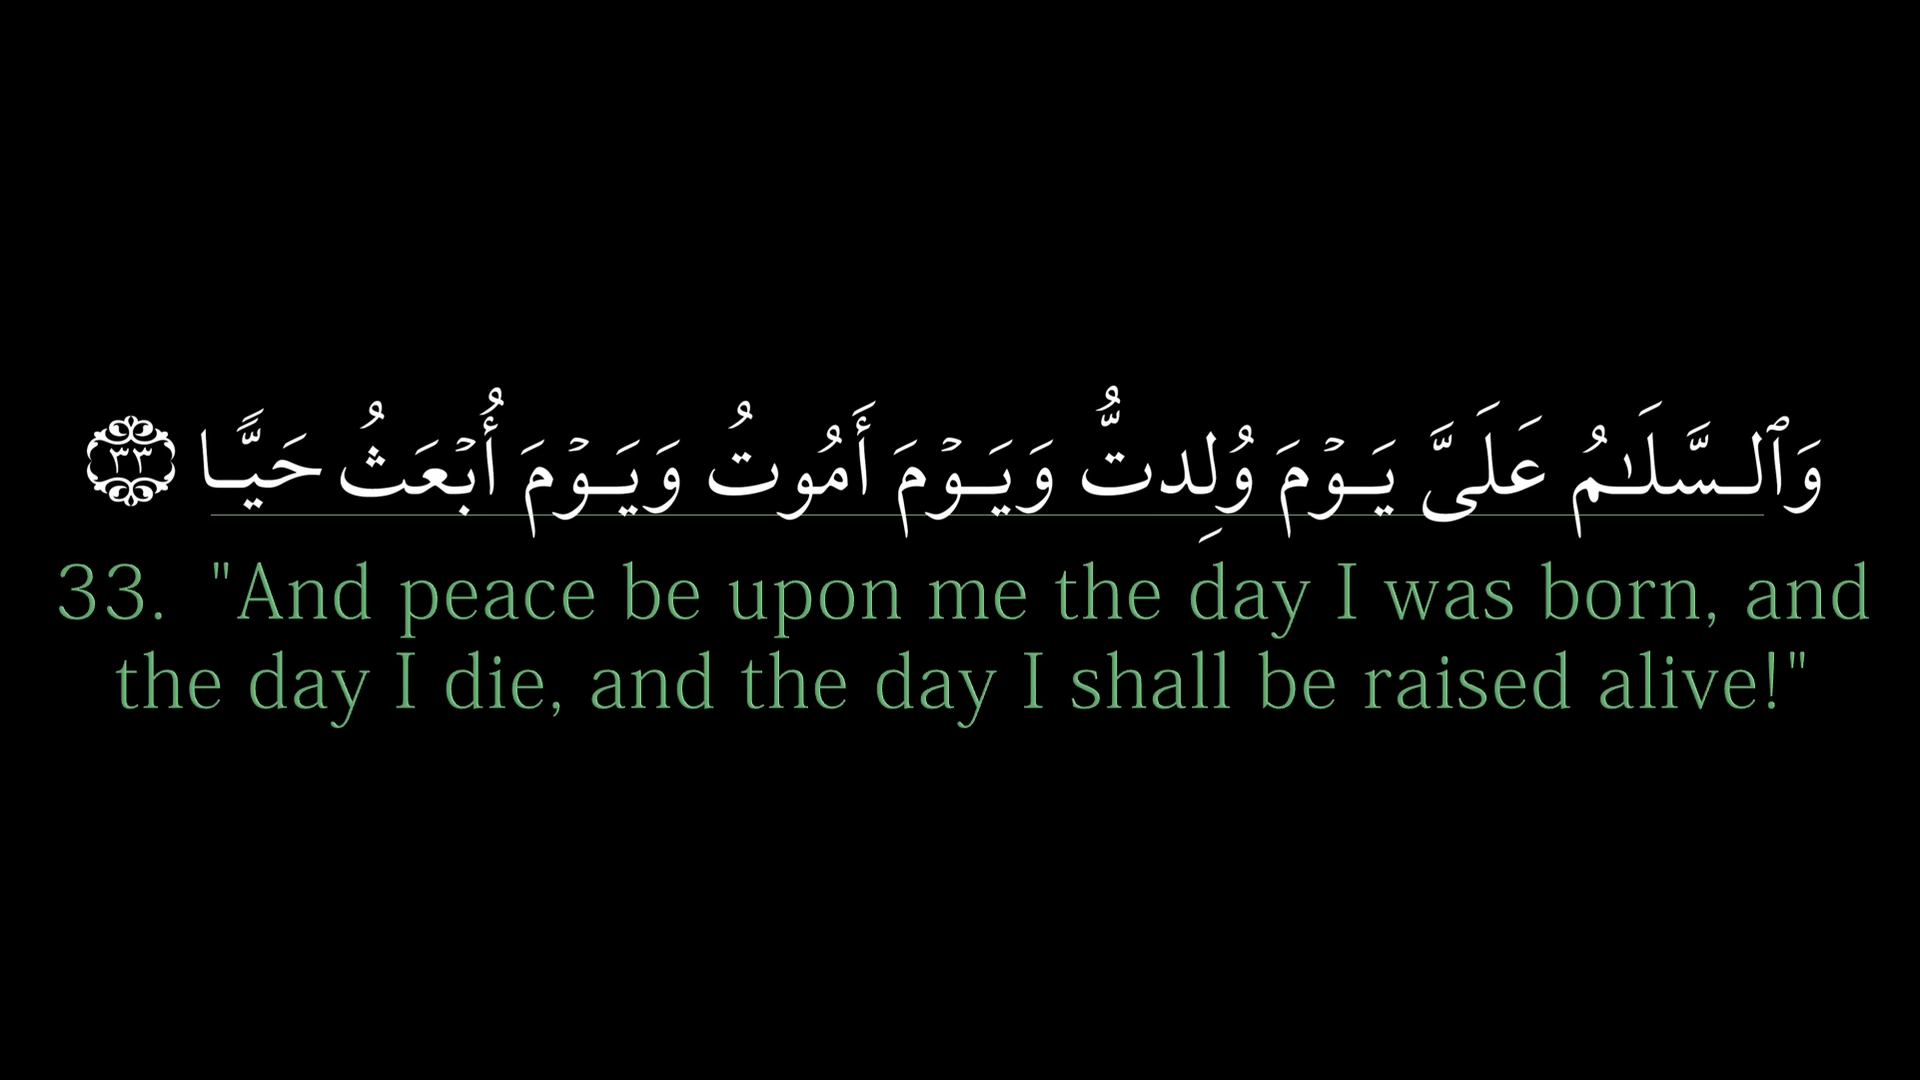 وَٱلسَّلَـٰمُ عَلَىَّ يَوْمَ وُلِدتُّ وَيَوْمَ أَمُوتُ وَيَوْمَ أُبْعَثُ حَيًّا ٣٣
33. "And peace be upon me the day I was born, and
the day I die, and the day I shall be raised alive!"